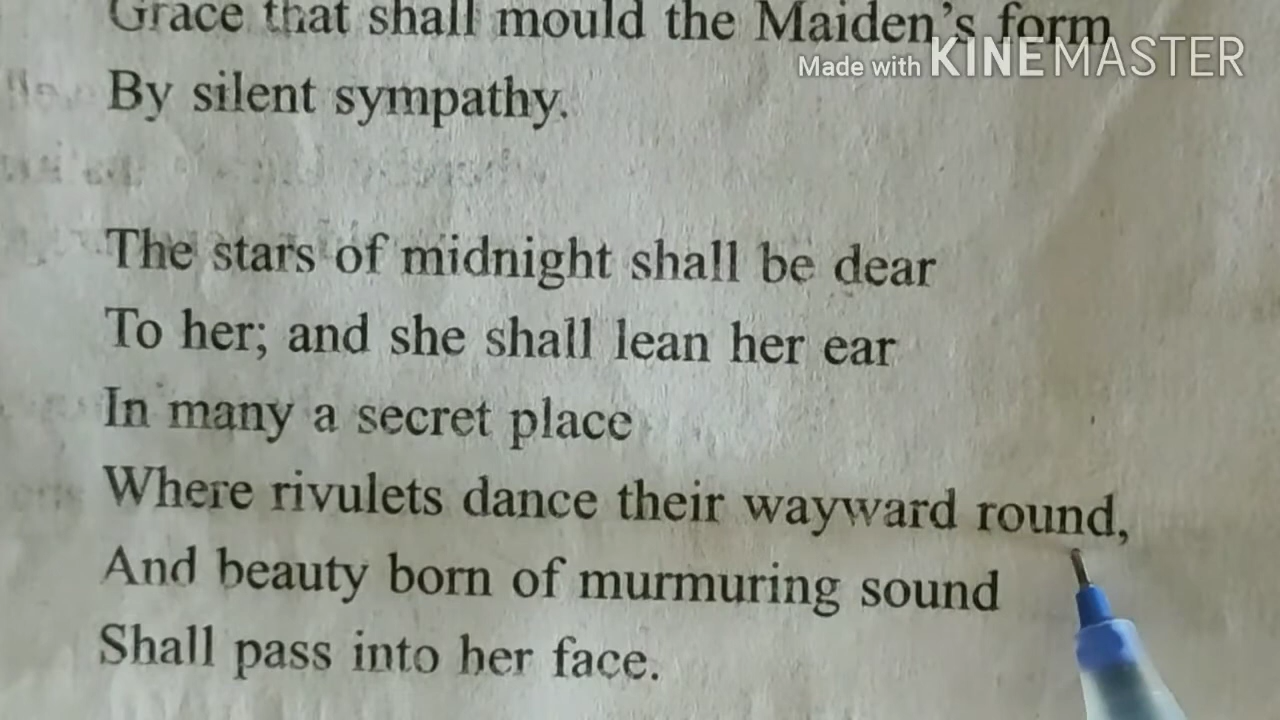 Grace that shall mould the Maiden's form
Made with KINEMASTER
By silent sympathy.
The stars of midnight shall be dear
To her; and she shall lean her ear
In many a secret place
Where rivulets dance their wayward round,
And beauty born of murmuring sound
Shall pass into her face.